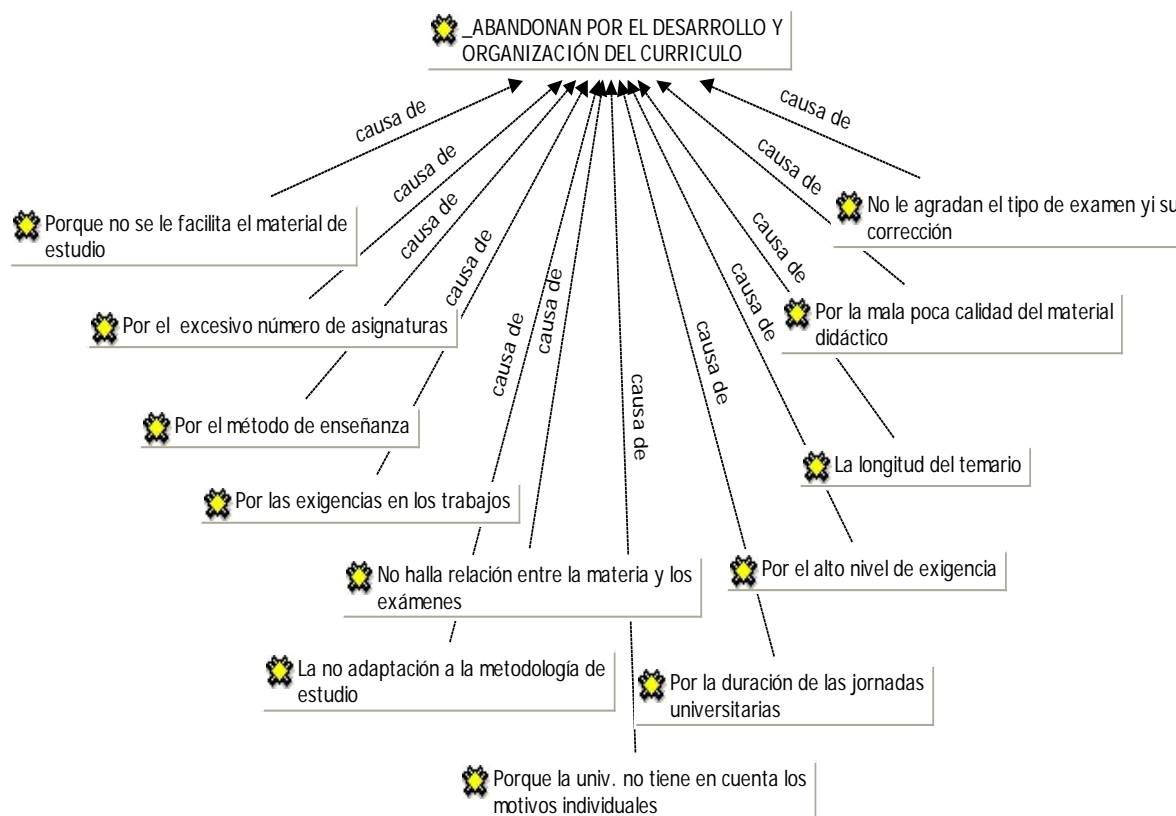 _ABANDONAN POR EL DESARROLLO Y
ORGANIZACIÓN DEL CURRICULO
causa de
causa de
causa de
causa de
causa de
causa de
causa de
causa de
causa de
causa de
causa de
causa de
Porque no se le facilita el material de
estudio
No le agradan el tipo de examen yi su
corrección
Por el excesivo número de asignaturas
Por la mala poca calidad del material
didáctico
Por el método de enseñanza
La longitud del temario
Por las exigencias en los trabajos
No halla relación entre la materia y los
exámenes
Por el alto nivel de exigencia
La no adaptación a la metodología de
estudio
Por la duración de las jornadas
universitarias
Porque la univ. no tiene en cuenta los
motivos individuales